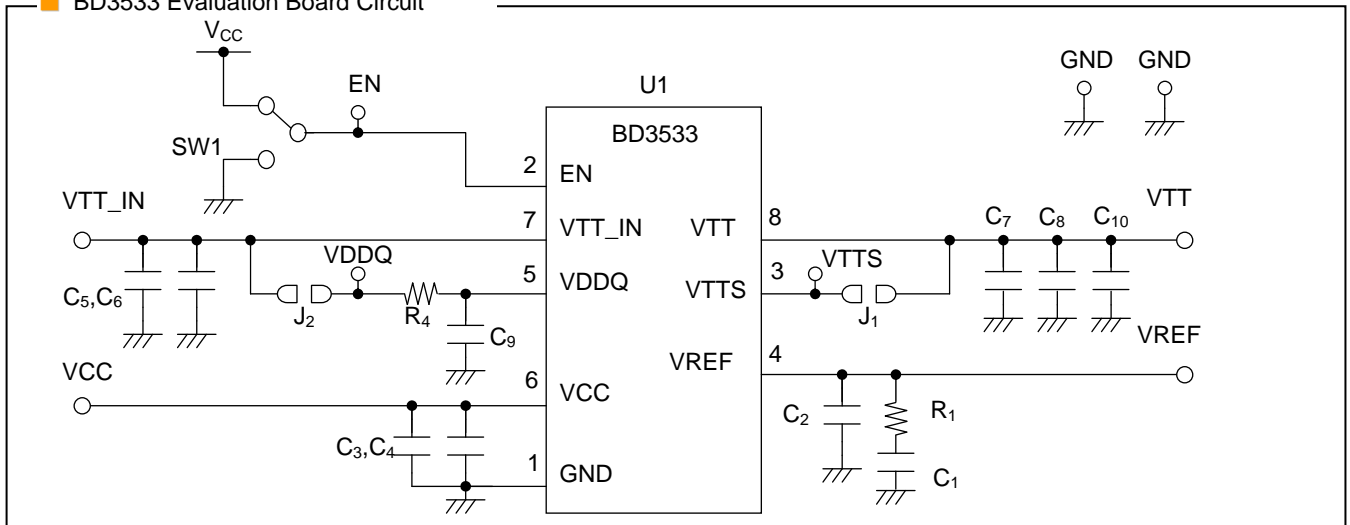 BD3533 Evaluation Board Circuit
VCC
EN
SW1
U1
BD3533
GND GND
2
EN
VTT_IN
7
VTT_IN
VTT
8
C7 C8 C10
VTT
C5,C6
VDDQ
J2
R4
C9
5
VDDQ
VTTS
3
VTTS
J1
VREF
4
VREF
C2
R1
C1
VCC
6
VCC
C3,C4
1
GND